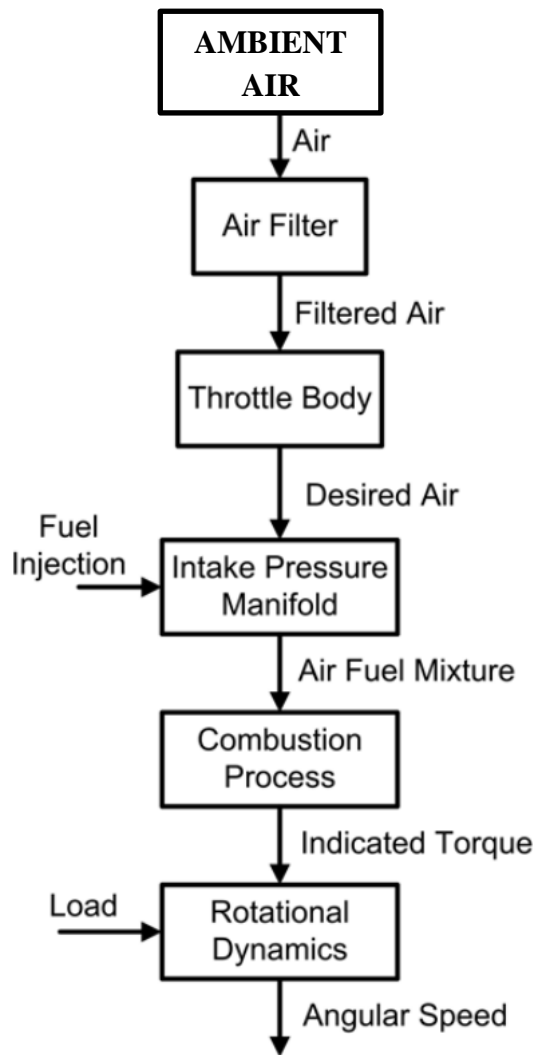 AMBIENT
AIR
Air
Air Filter
Filtered Air
Throttle Body
Desired Air
Fuel
Injection
Intake Pressure
Manifold
Air Fuel Mixture
Combustion
Process
Indicated Torque
Load
Rotational
Dynamics
Angular Speed